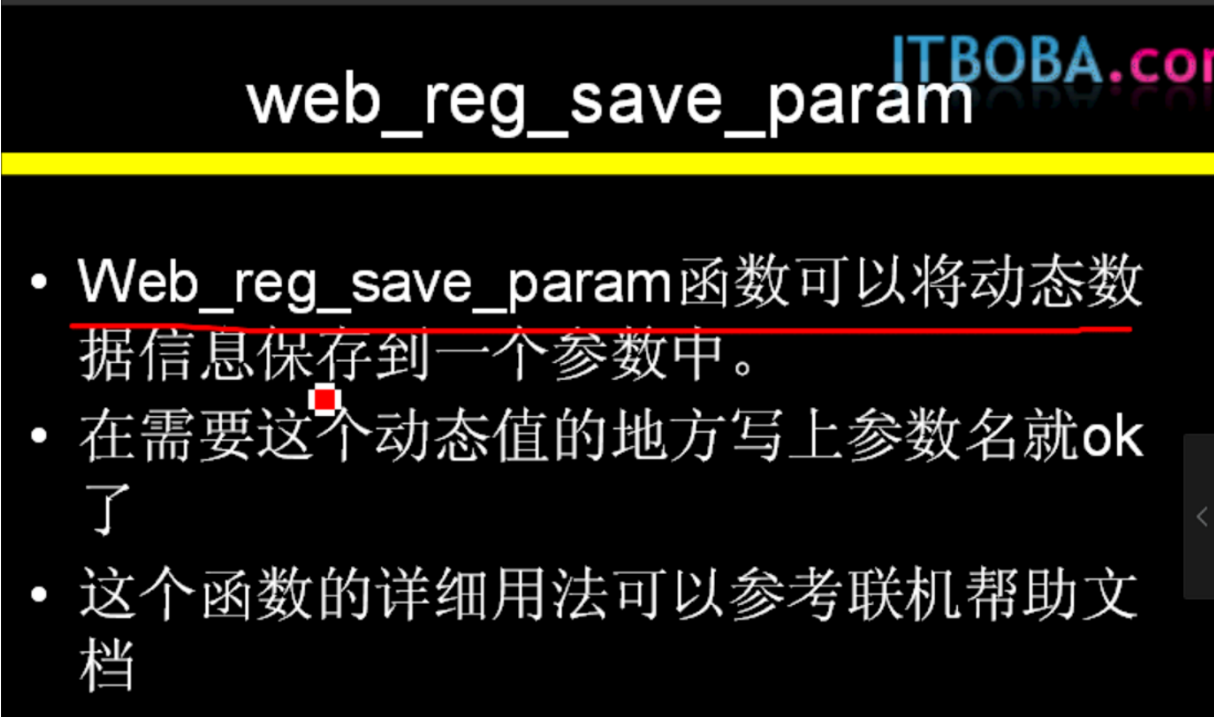 ITBOBA.co
web_reg_save_param
• Web_reg_save_param函数可以将动态数
据信息保存到一个参数中。
• 在需要这个动态值的地方写上参数名就ok
了
• 这个函数的详细用法可以参考联机帮助文
档